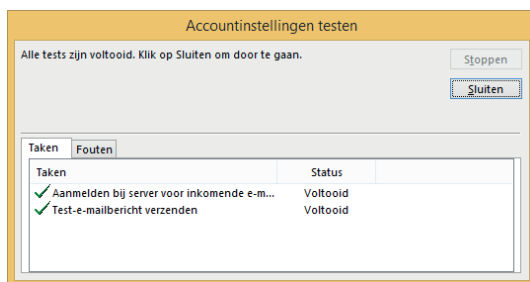 Accountinstellingen testen
Alle tests zijn voltooid. Klik op Sluiten om door te gaan.
Stoppen
Sluiten
Taken Fouten
Taken Status
Aanmelden bij server voor inkomende e-m... Voltooid
Test-e-mailbericht verzenden Voltooid